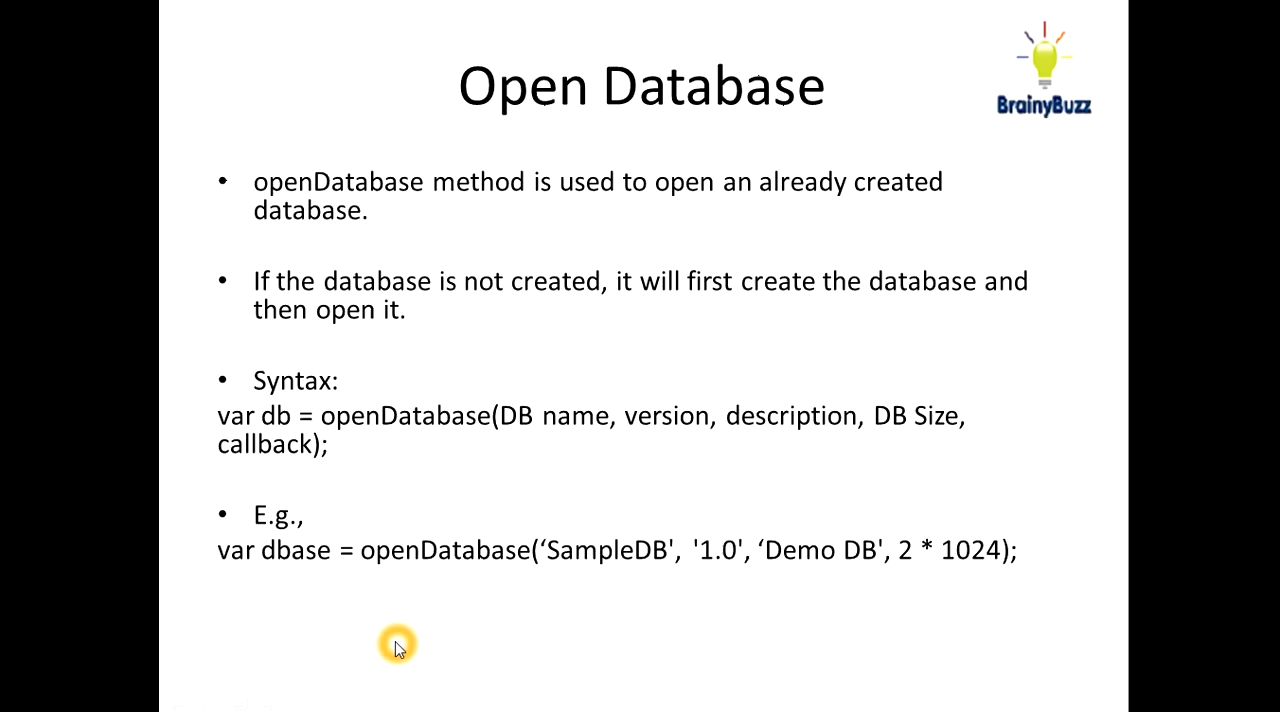 Open Database
BrainyBuzz
• openDatabase method is used to open an already created
database.
• If the database is not created, it will first create the database and
then open it.
• Syntax:
var db = openDatabase(DB name, version, description, DB Size,
callback);
• E.g.,
var dbase = openDatabase(‘SampleDB', '1.0', ‘Demo DB', 2 * 1024);